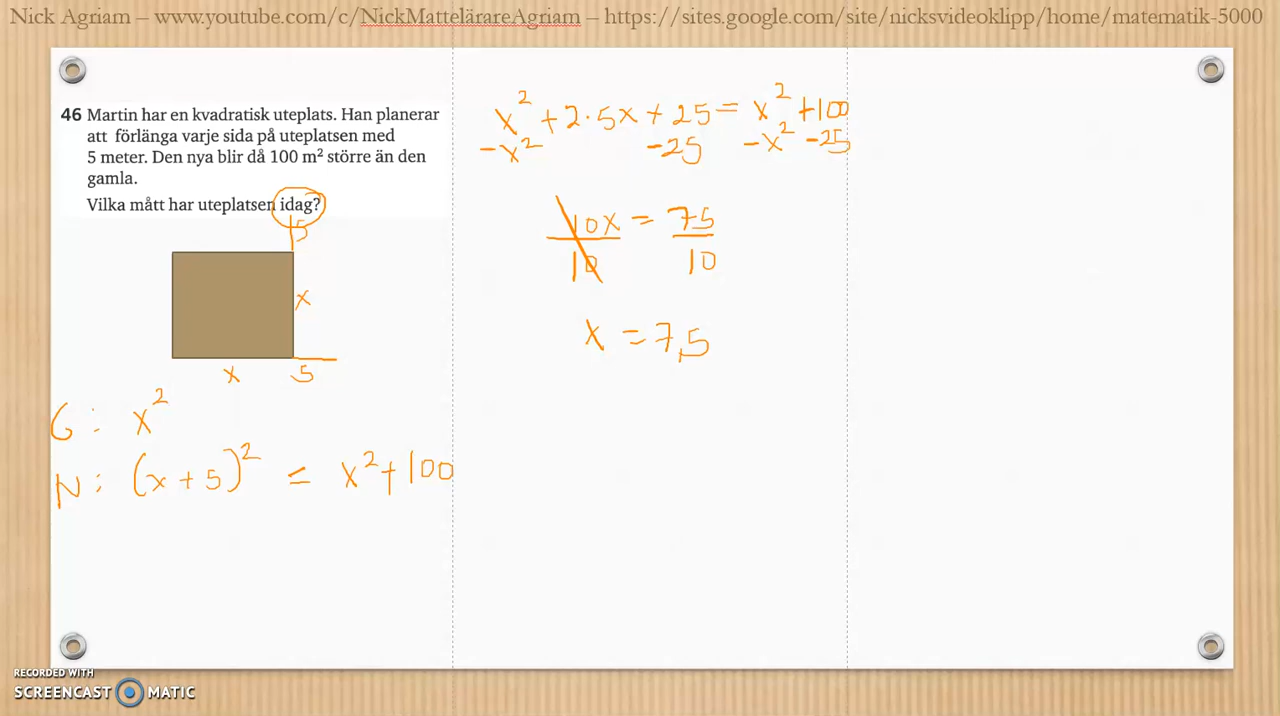 Nick Agriam – www.youtube.com/c/NickMattelärareAgriam – https://sites.google.com/site/nicksvideoklipp/home/matematik-5000
46 Martin har en kvadratisk uteplats. Han planerar
att förlänga varje sida på uteplatsen med
5 meter. Den nya blir då 100 m² större än den
gamla.
Vilka mått har uteplatsen idag?
5
x
x 5
G: x²
N: (x + 5)² = x² + 100
x² + 2 · 5x + 25 = x² + 100
-x² -25 -x² -25
10x = 75
10 10
x = 7,5
RECORDED WITH
SCREENCAST MATIC